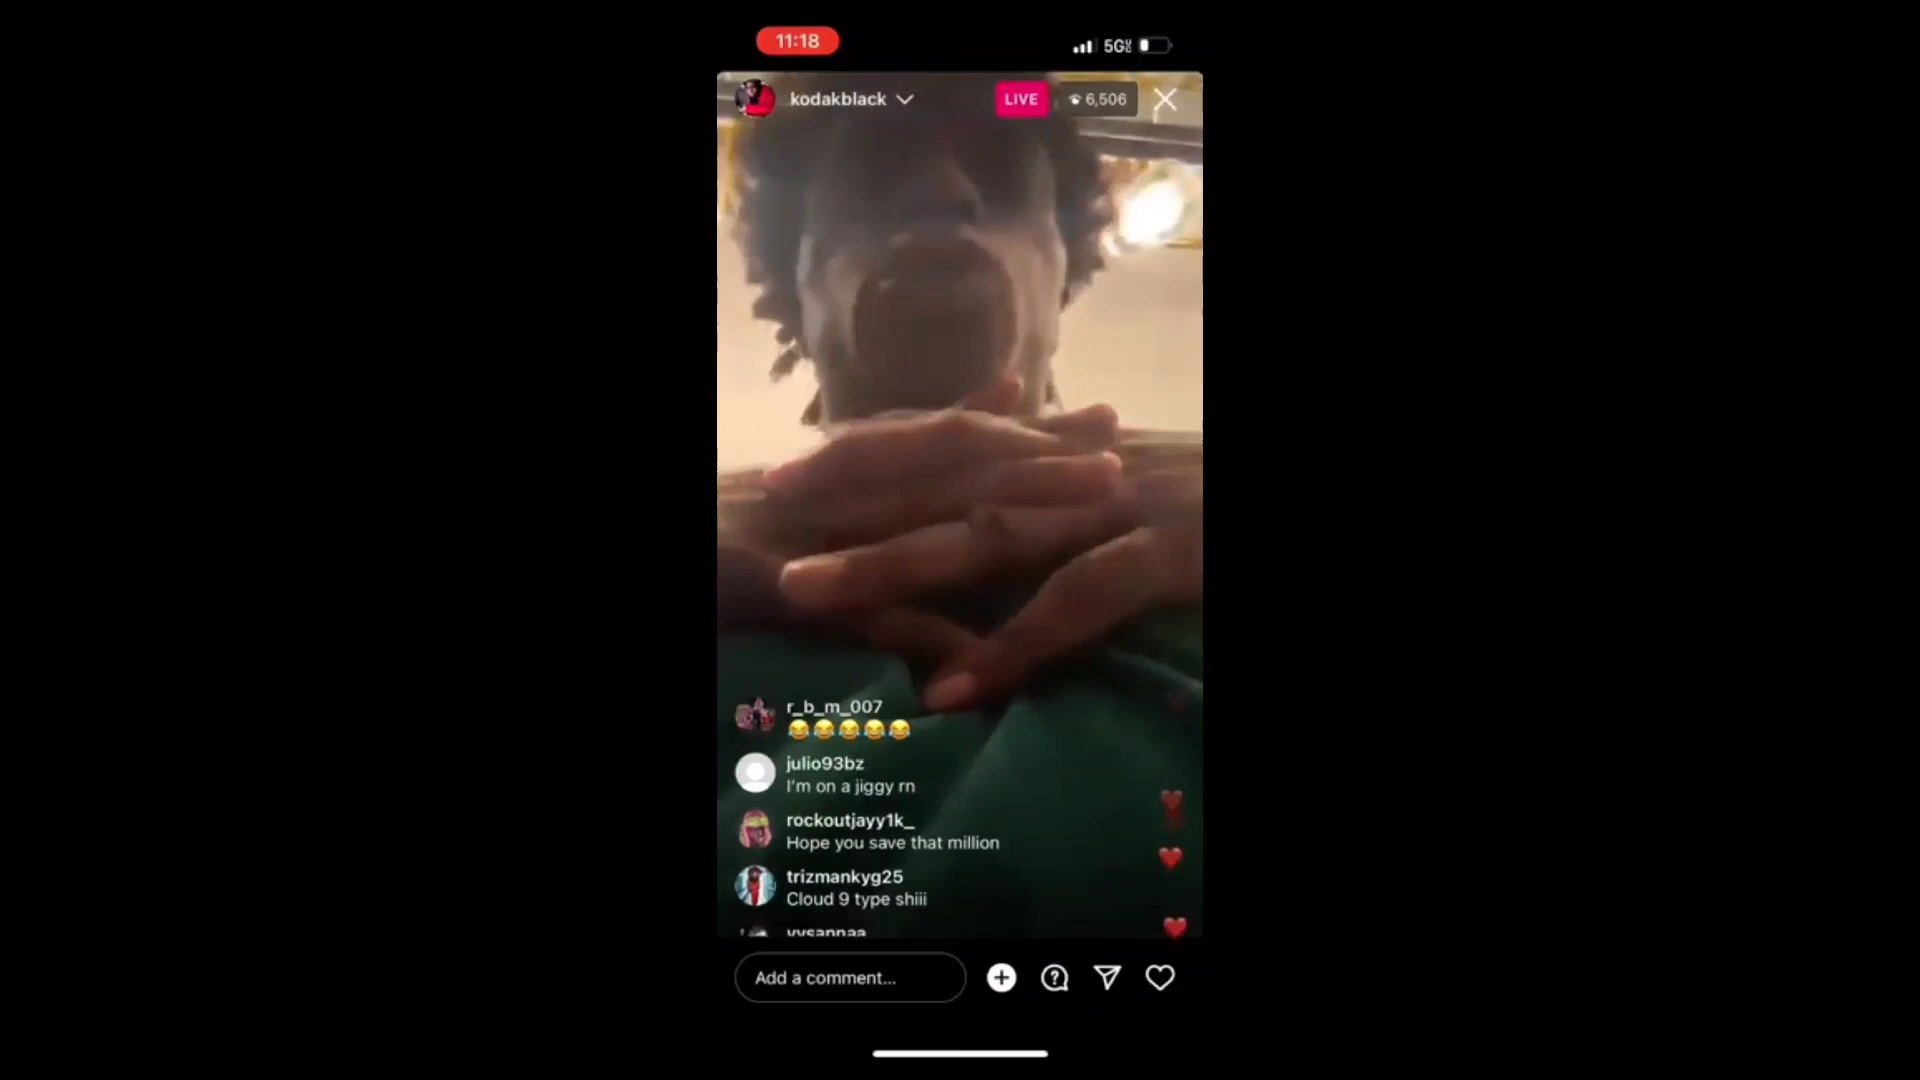 11:18
5G
kodakblack
LIVE
6,506
r_b_m_007
😂😂😂😂😂
julio93bz
I'm on a jiggy rn
rockoutjayy1k_
Hope you save that million
trizmankyg25
Cloud 9 type shiii
Add a comment...